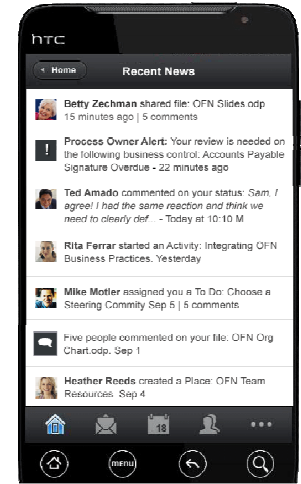 hTC
Home
Recent News
Betty Zechman shared file: OFN Slides.odp
15 minutes ago | 5 comments
Process Owner Alert: Your review is needed on
the following business control: Accounts Payable
Signature Overdue - 22 minutes ago
Ted Amado commented on your status: Sam, I
agree! I had the same reaction and think we
need to clearly def... - Today at 10:10 M
Rita Ferrar started an Activity: Integrating OFN
Business Practices. Yesterday
Mike Motler assigned you a To Do: Choose a
Steering Commity Sep 5 | 5 comments
Five people commented on your file. OFN Org
Chart.odp. Sep 1
Heather Reeds created a Place: OFN Team
Resources. Sep 4
18
MENU